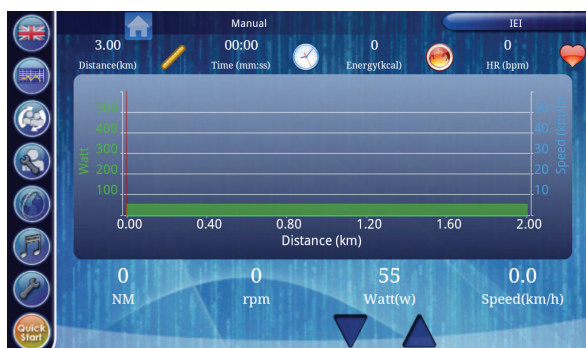 Manual
IEI
3.00
00:00
0
0
Distance(km)
Time (mm:ss)
Energy(kcal)
HR (bpm)
500
50
400
40
300
30
200
20
100
10
Watt
Speed (km/h)
0.00
0.40
0.80
1.20
1.60
2.00
Distance (km)
0
0
55
0.0
NM
rpm
Watt(w)
Speed(km/h)
Quick
Start